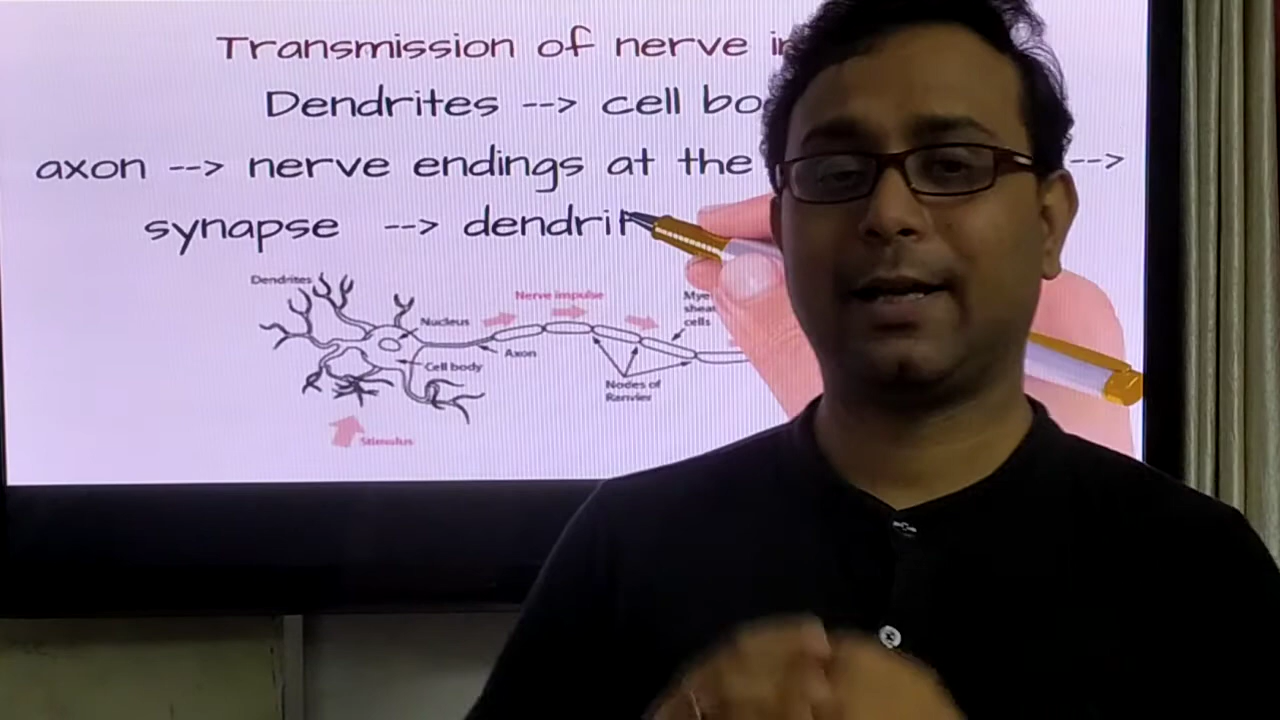 Transmission of nerve
Dendrites --> cell
axon --> nerve endings at the -->
synapse --> dendri
Dendrites
Nerve impulse
Nucleus
Axon
Cell body
Nodes of
Ranvier
cells
Stimulus